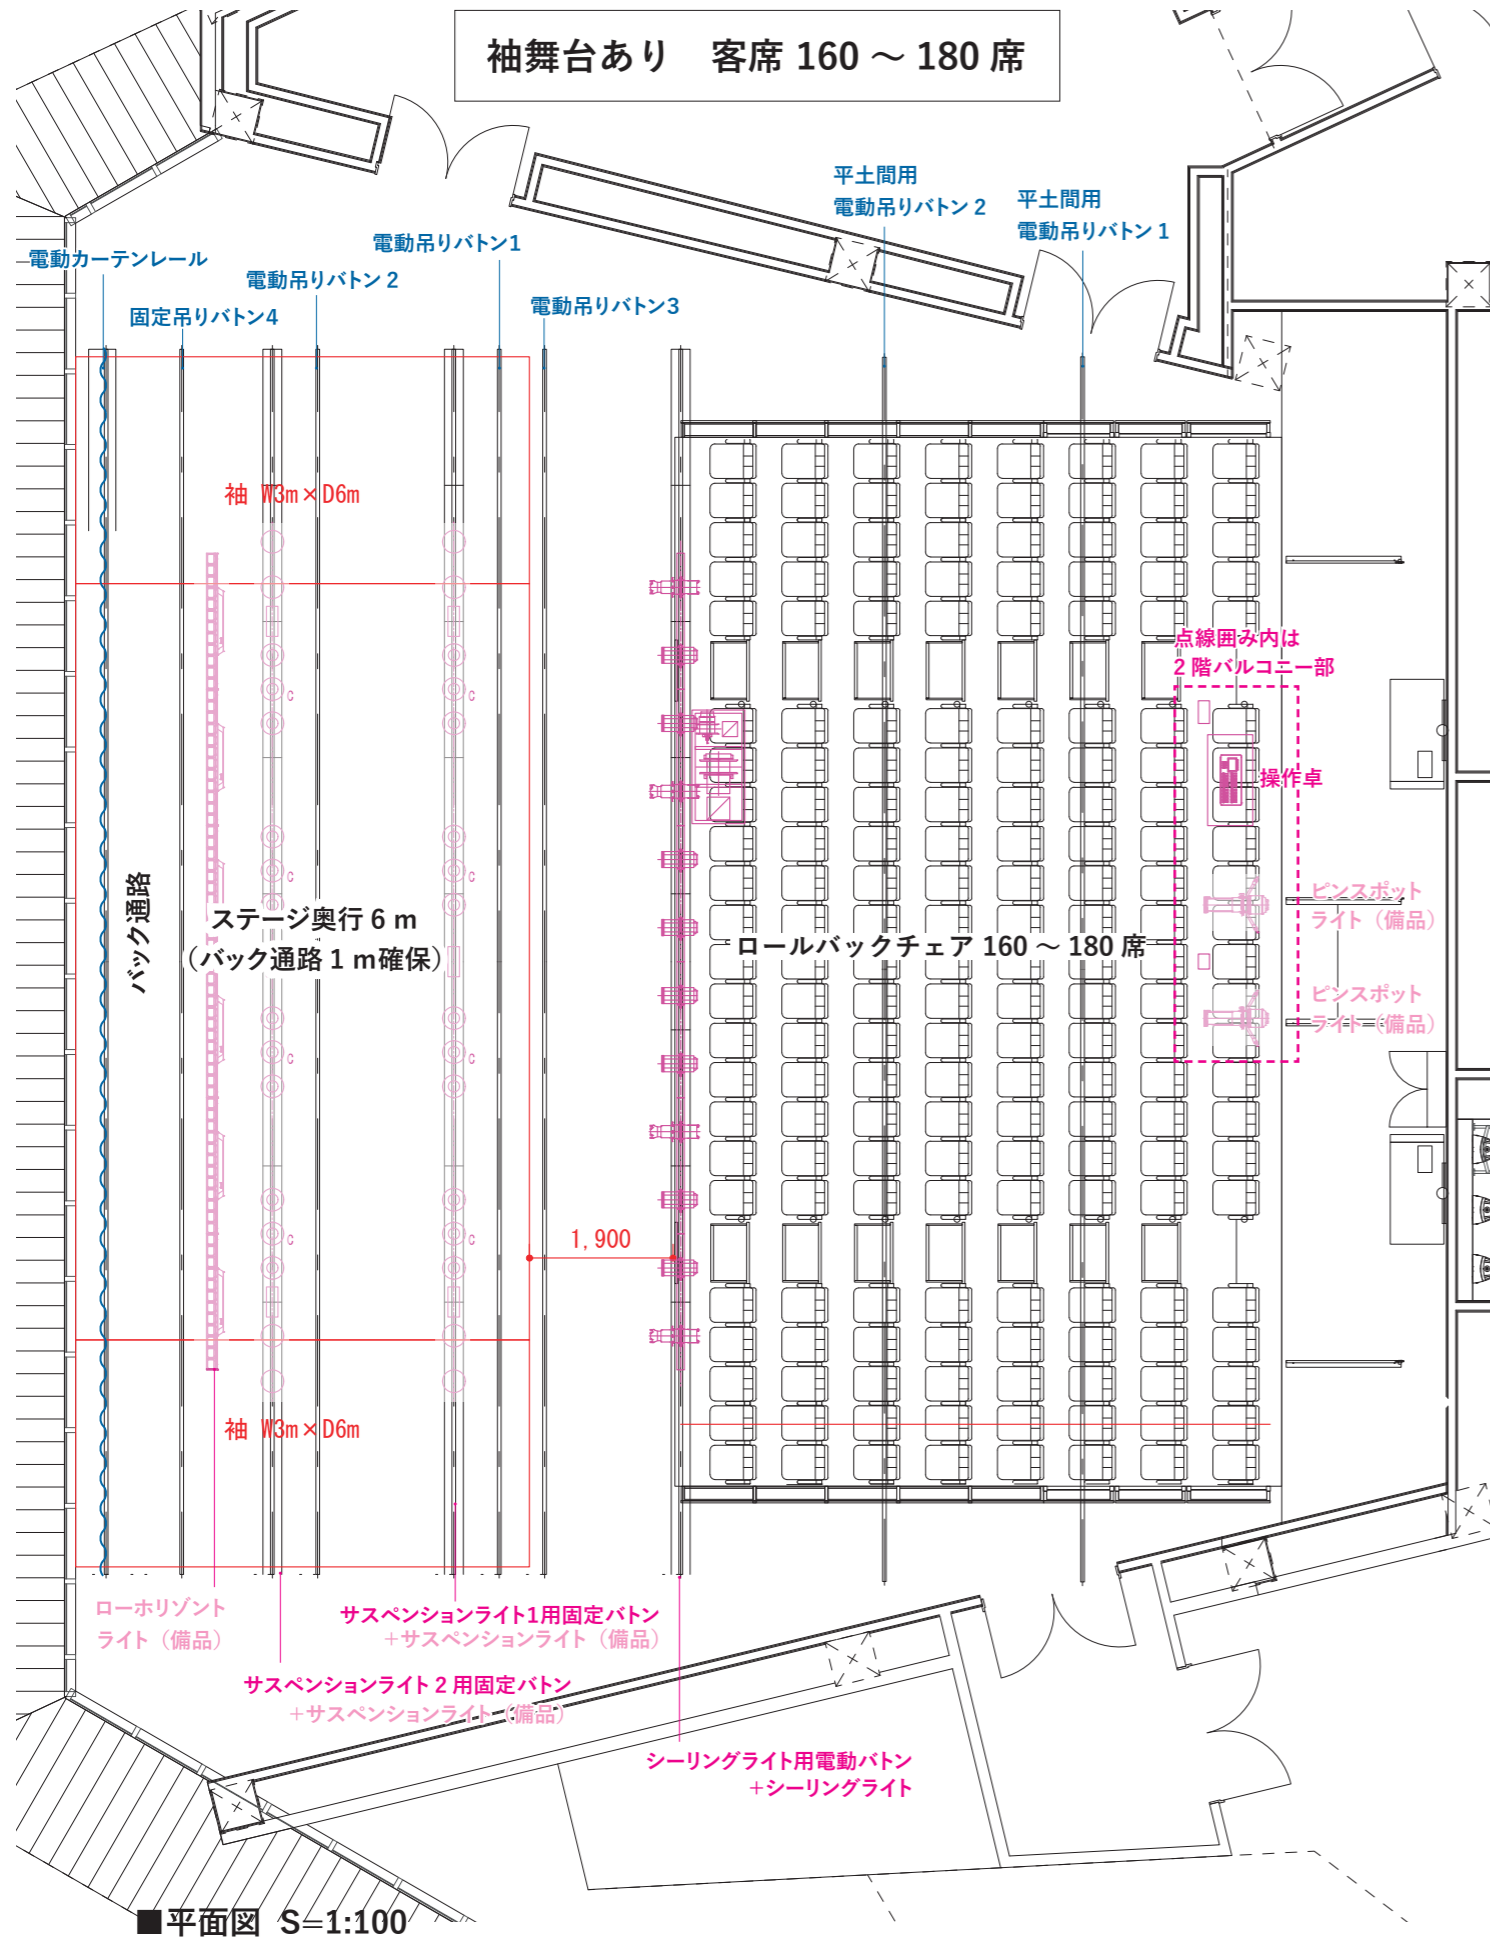 袖舞台あり 客席 160 ～ 180 席
平土間用
電動吊りバトン 2
平土間用
電動吊りバトン 1
電動カーテンレール
電動吊りバトン 2
電動吊りバトン1
固定吊りバトン4
電動吊りバトン3
袖 W3m×D6m
点線囲み内は
2 階バルコニー部
C
C
操作卓
バック通路
C
C
ステージ奥行 6 m
（バック通路 1 m確保）
ロールバックチェア 160 ～ 180 席
ピンスポット
ライト（備品）
ピンスポット
ライト（備品）
C
C
C
C
1,900
袖 W3m×D6m
ローホリゾント
ライト（備品）
サスペンションライト1用固定バトン
＋サスペンションライト（備品）
サスペンションライト 2 用固定バトン
＋サスペンションライト（備品）
シーリングライト用電動バトン
＋シーリングライト
■平面図 S=1:100